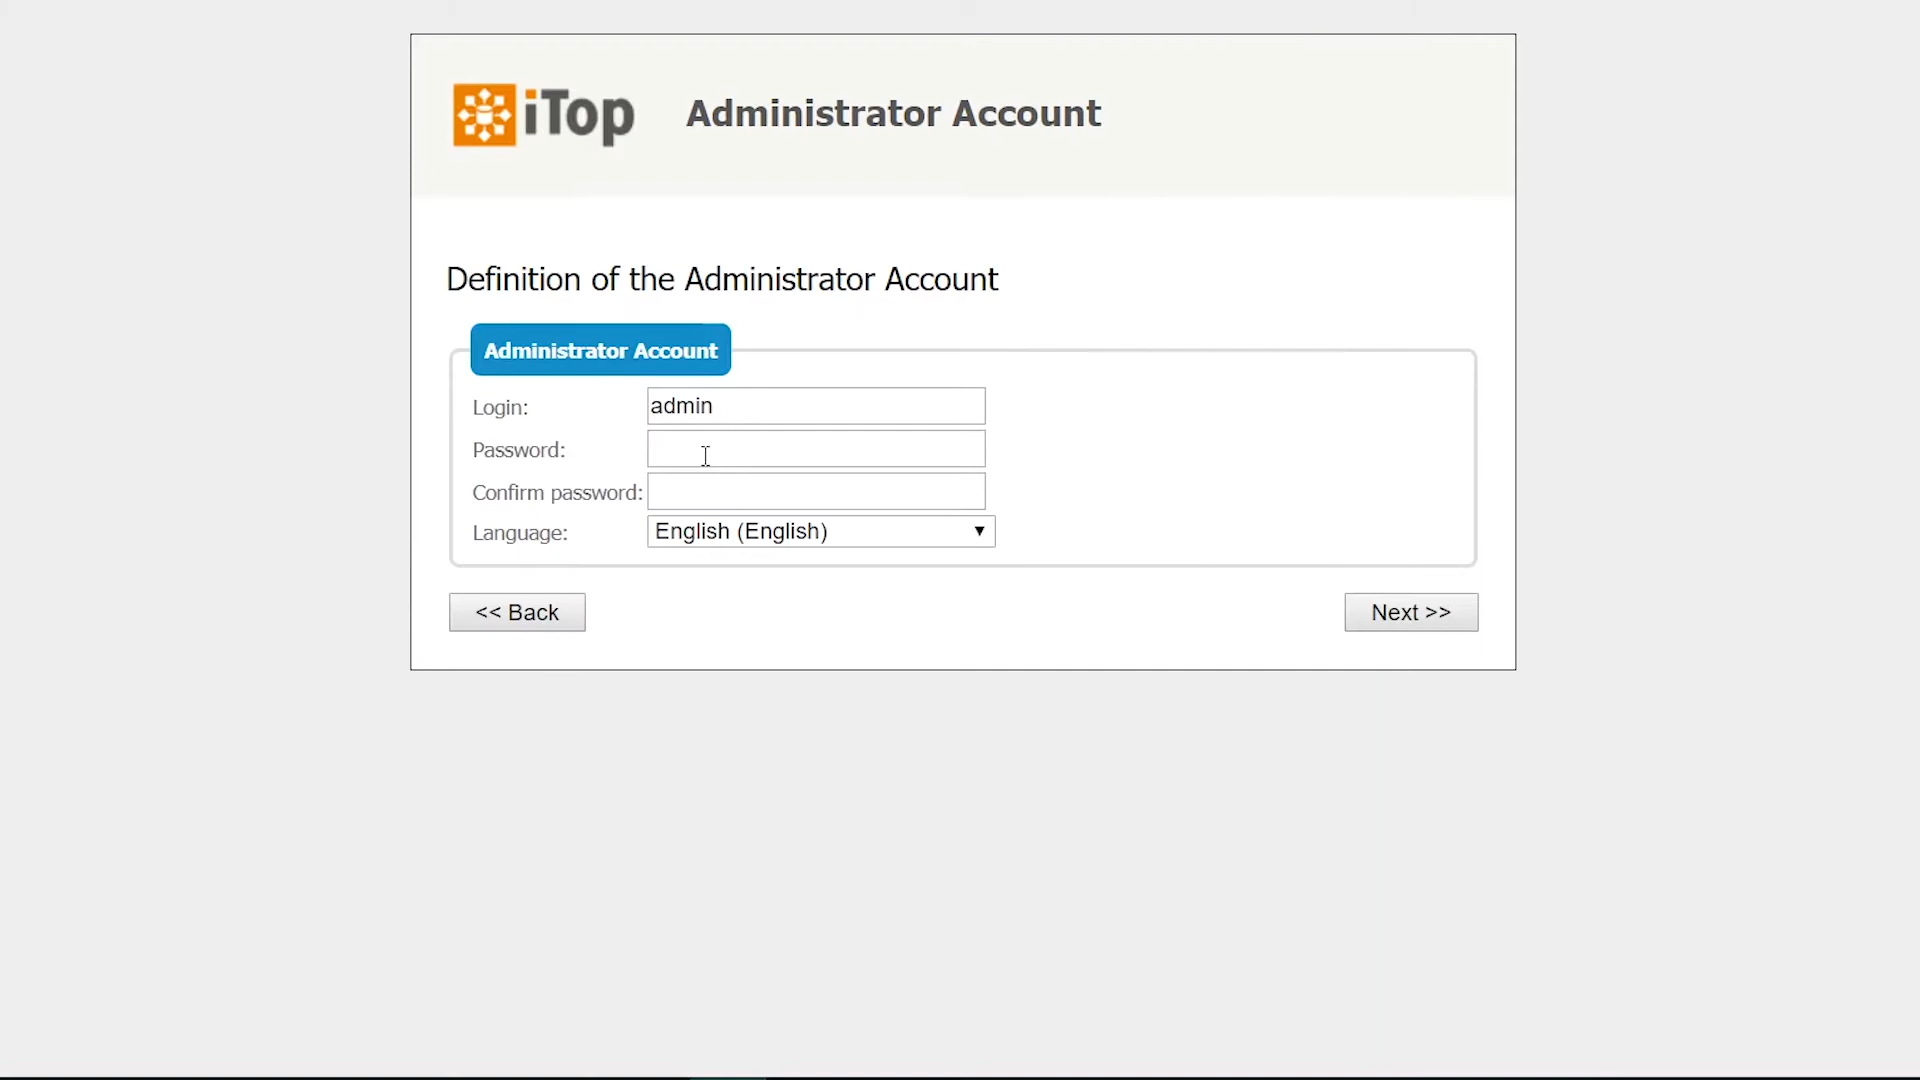 iTop Administrator Account
Definition of the Administrator Account
Administrator Account
Login: admin
Password:
Confirm password:
Language: English (English)
<< Back Next >>